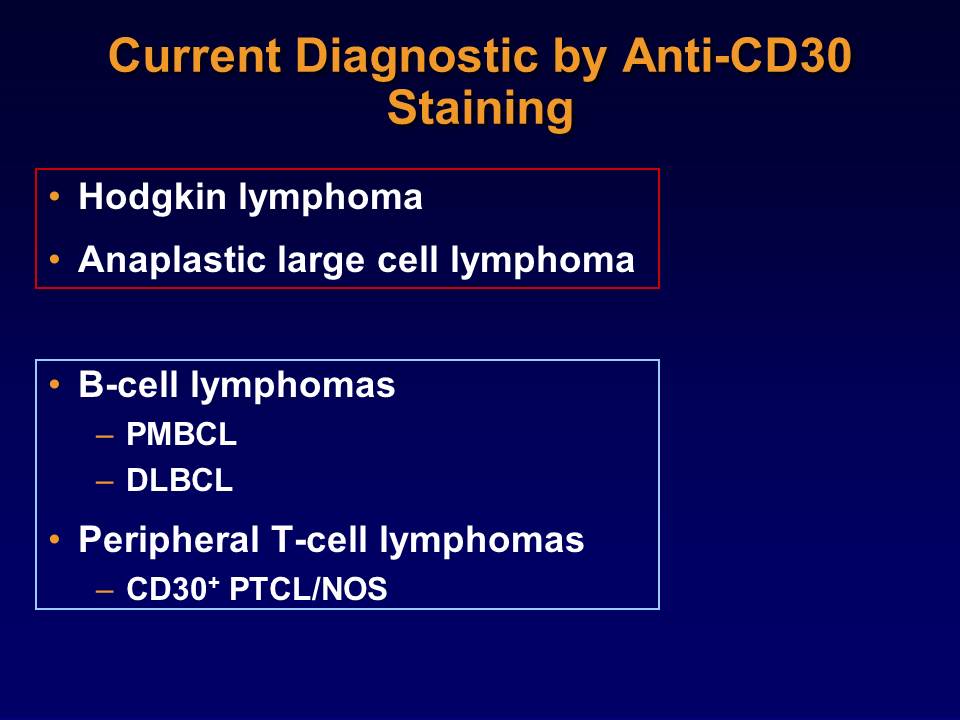 Current Diagnostic by Anti-CD30
Staining
• Hodgkin lymphoma
• Anaplastic large cell lymphoma
• B-cell lymphomas
– PMBCL
– DLBCL
• Peripheral T-cell lymphomas
– CD30⁺ PTCL/NOS